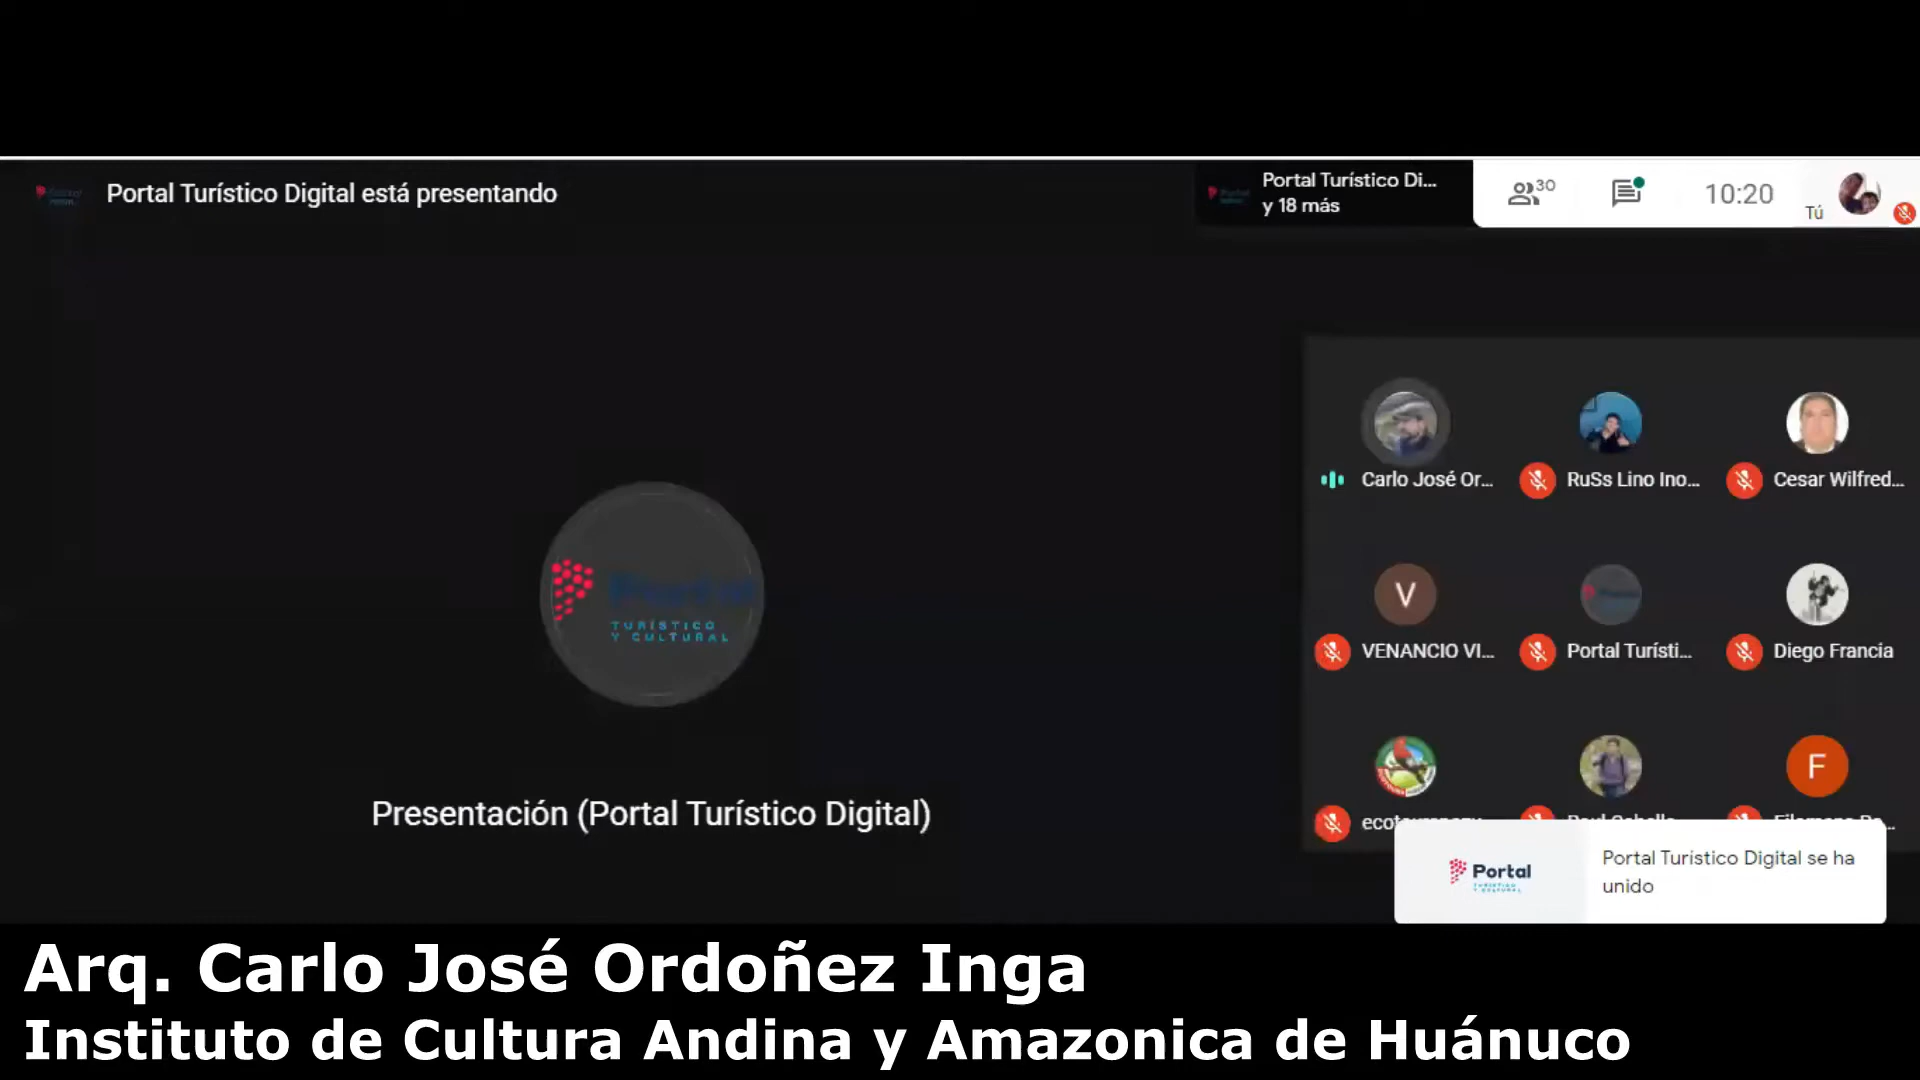 Portal Turístico Digital está presentando
Portal Turístico Di...
y 18 más
30
10:20
Tú
Carlo José Or...
RuSs Lino Ino...
Cesar Wilfred...
TURÍSTICO
Y CULTURAL
V
VENANCIO VI...
Portal Turísti...
Diego Francia
F
Presentación (Portal Turístico Digital)
Portal
TURÍSTICO
Y CULTURAL
Portal Turistico Digital se ha
unido
Arq. Carlo José Ordoñez Inga
Instituto de Cultura Andina y Amazonica de Huánuco